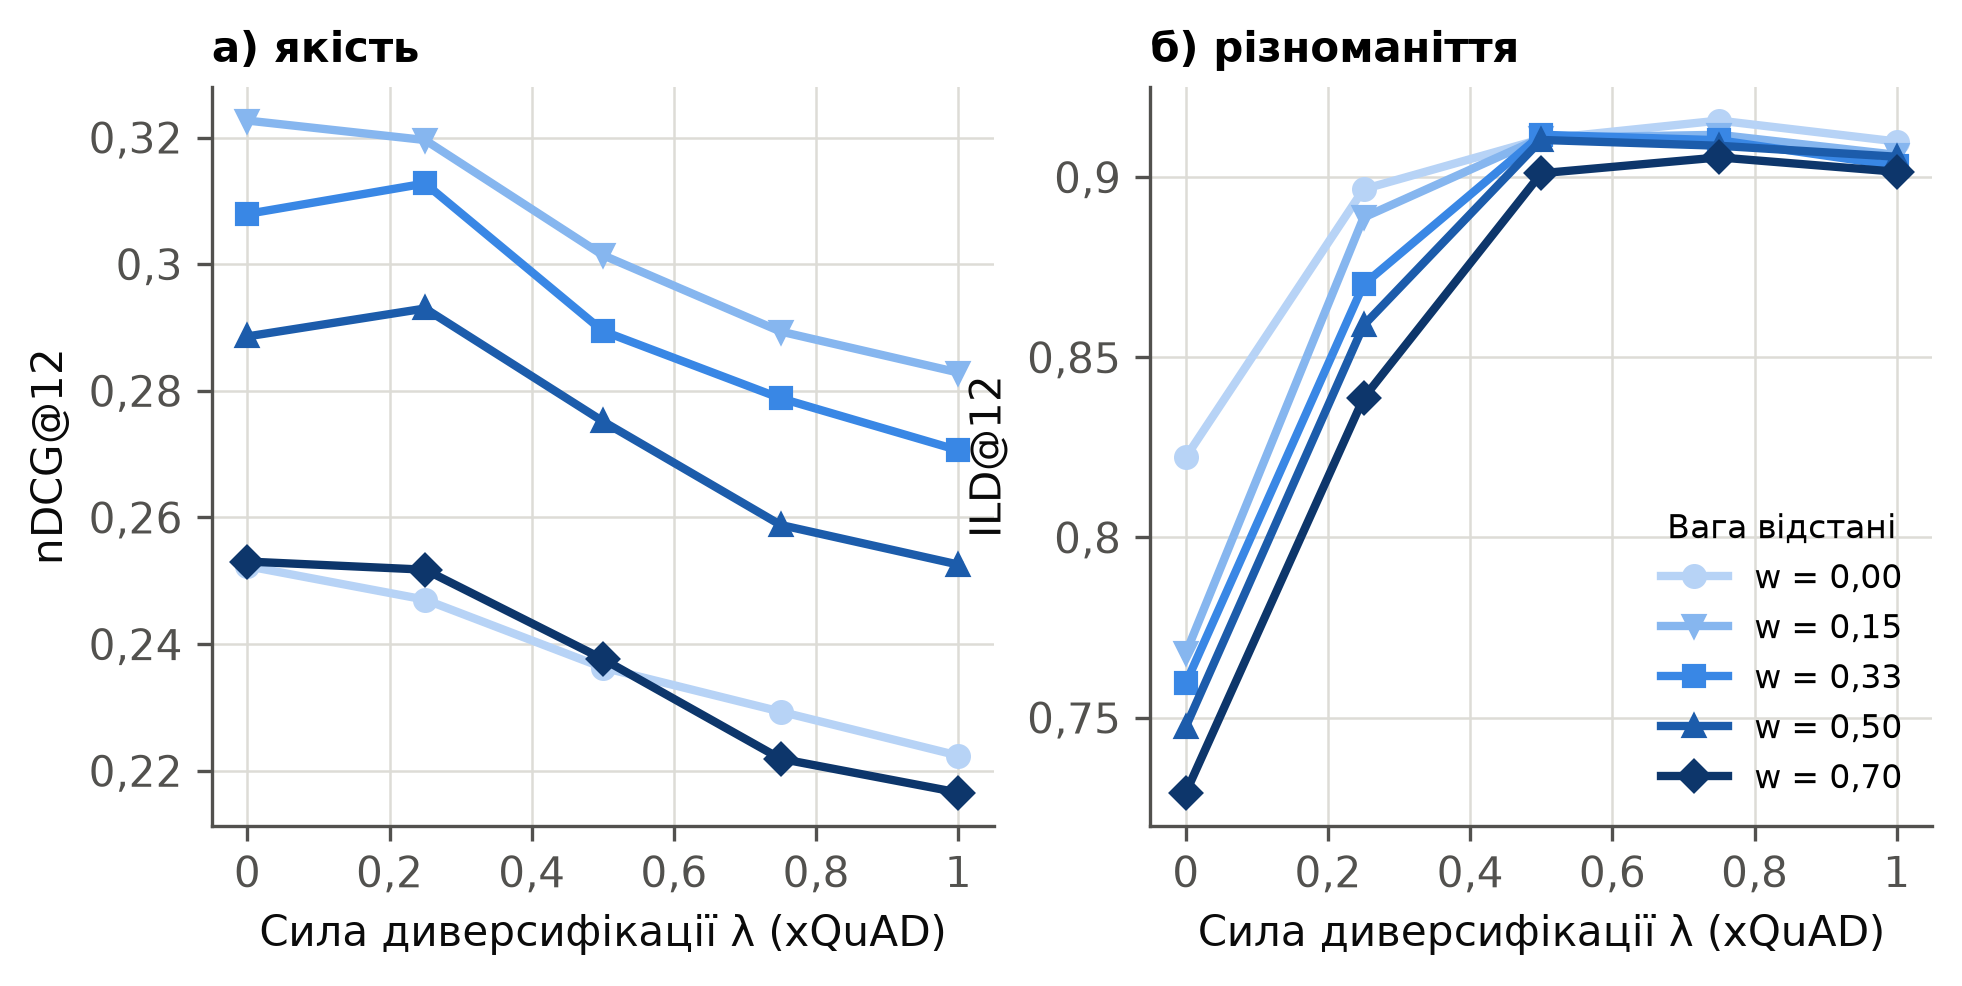 а) якість
nDCG@12
0,32
0,3
0,28
0,26
0,24
0,22
0
0,2
0,4
0,6
0,8
1
Сила диверсифікації λ (xQuAD)
б) різноманіття
ILD@12
0,9
0,85
0,8
0,75
Вага відстані
w = 0,00
w = 0,15
w = 0,33
w = 0,50
w = 0,70
0
0,2
0,4
0,6
0,8
1
Сила диверсифікації λ (xQuAD)